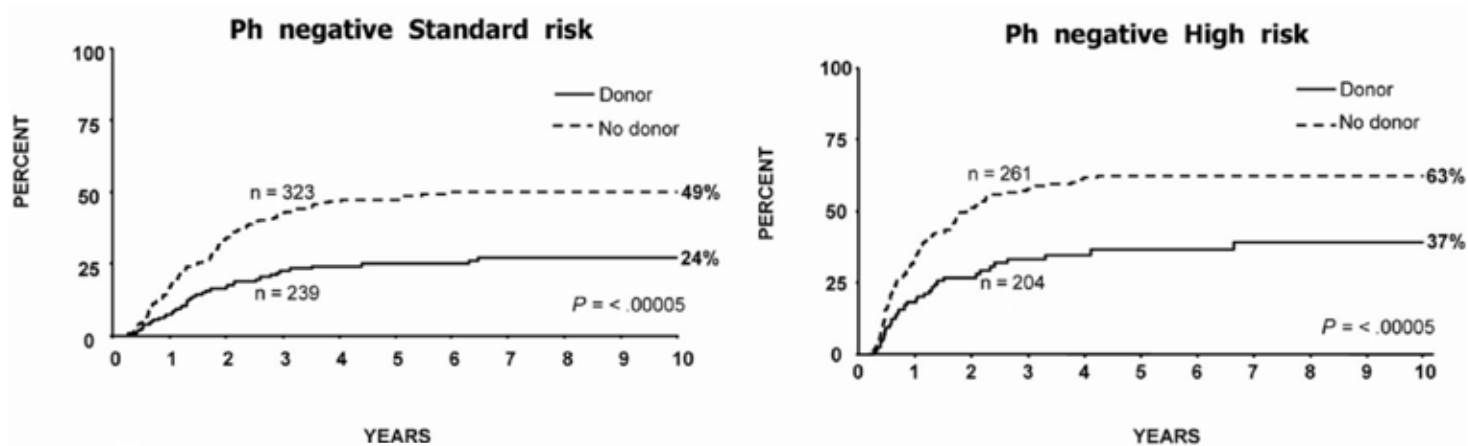 Ph negative Standard risk
100
75
50
25
0
PERCENT
Donor
No donor
n = 323
49%
24%
n = 239
P = < .00005
0 1 2 3 4 5 6 7 8 9 10
YEARS
Ph negative High risk
100
75
50
25
0
PERCENT
Donor
No donor
n = 261
63%
37%
n = 204
P = < .00005
0 1 2 3 4 5 6 7 8 9 10
YEARS